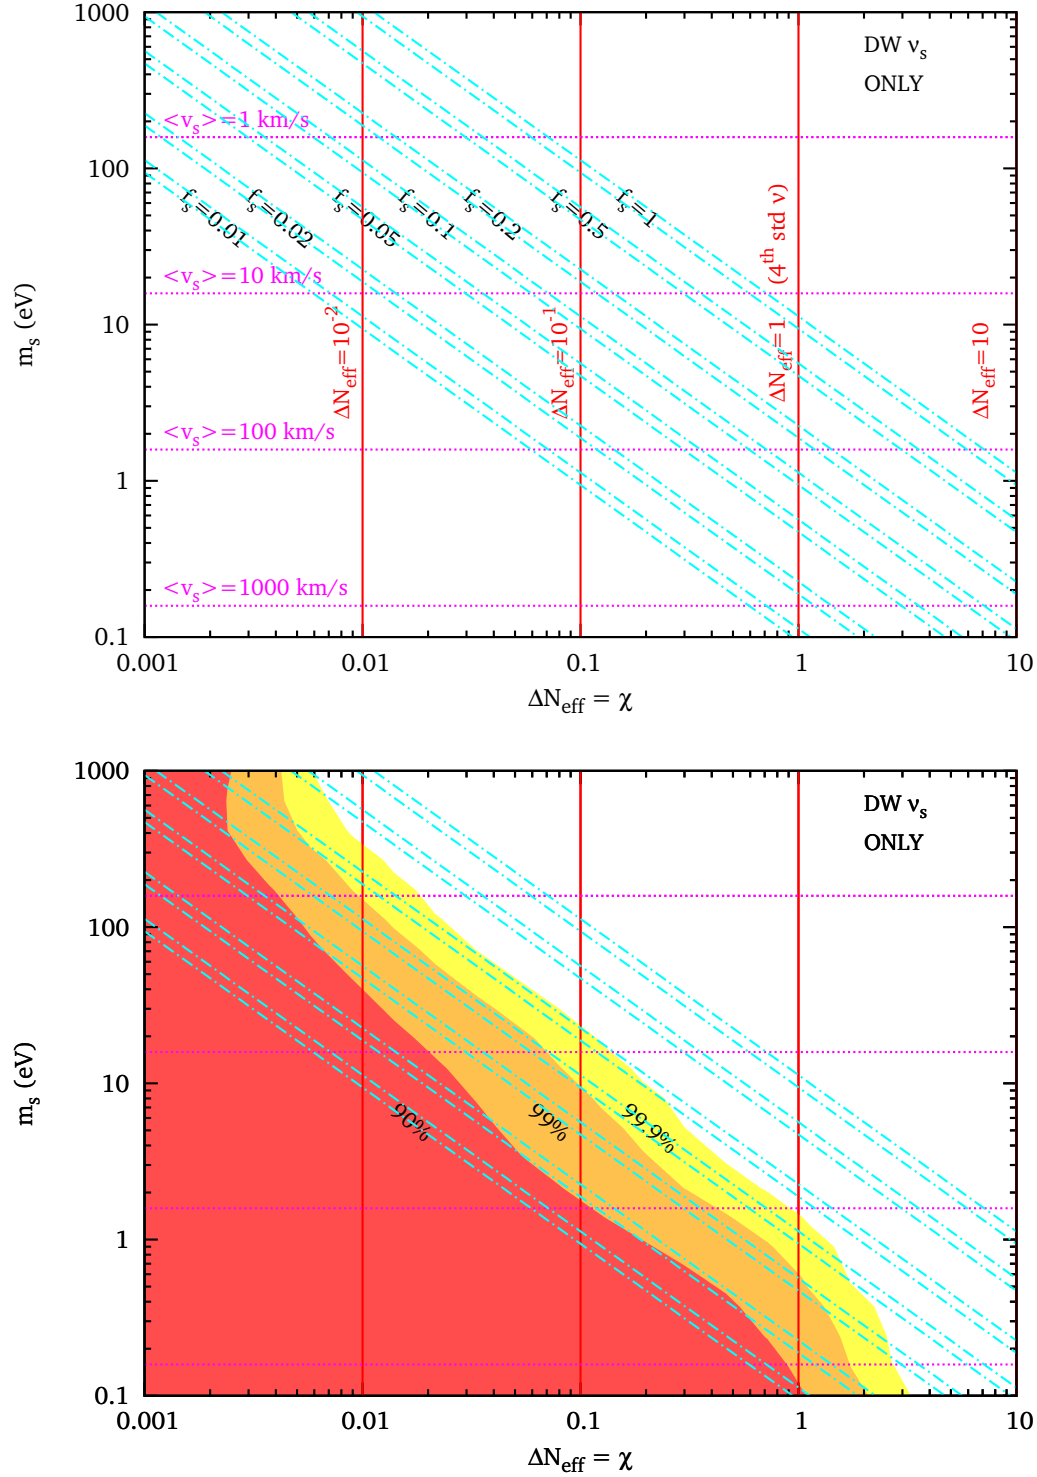 1000
100
10
1
0.1
m_s (eV)
DW ν_s
ONLY
<v_s>=1 km/s
<v_s>=10 km/s
<v_s>=100 km/s
<v_s>=1000 km/s
f_s=0.01
f_s=0.02
f_s=0.05
f_s=0.1
f_s=0.2
f_s=0.5
f_s=1
ΔN_eff=10^-2
ΔN_eff=10^-1
ΔN_eff=1 (4^th std ν)
ΔN_eff=10
0.001 0.01 0.1 1 10
ΔN_eff = χ
1000
100
10
1
0.1
m_s (eV)
DW ν_s
ONLY
90%
99%
99.9%
0.001 0.01 0.1 1 10
ΔN_eff = χ